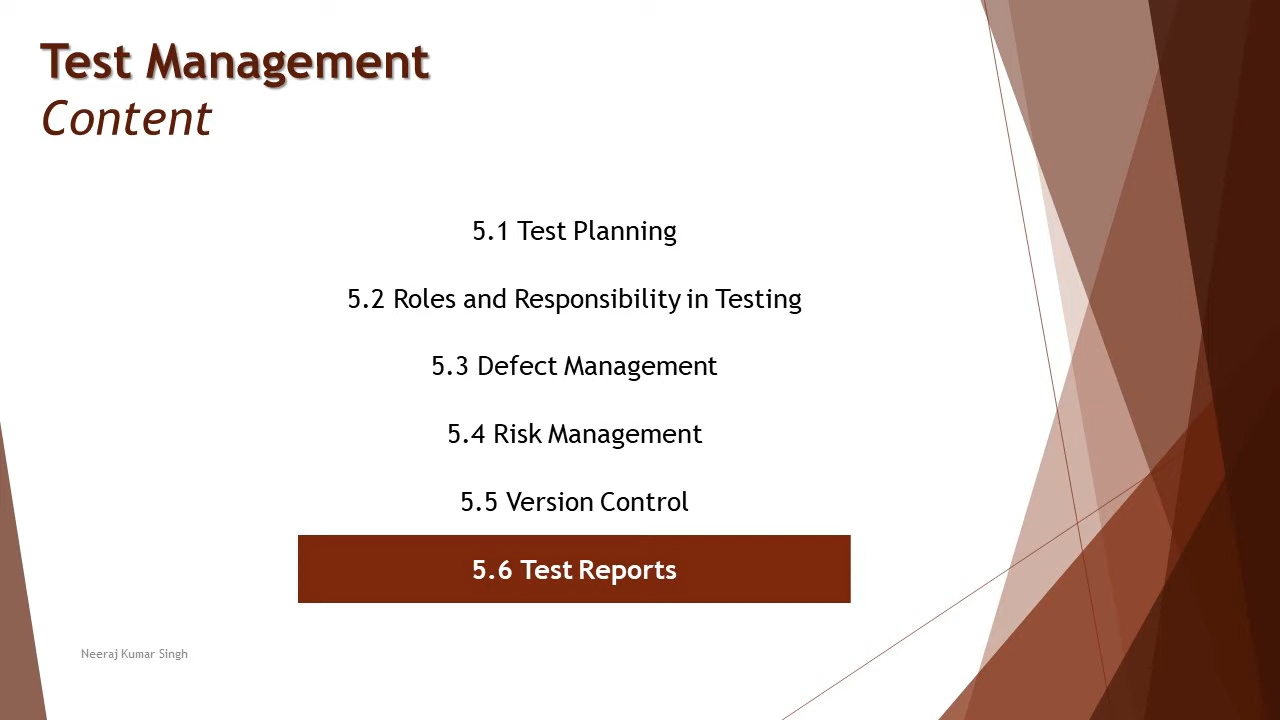 Test Management
Content
5.1 Test Planning
5.2 Roles and Responsibility in Testing
5.3 Defect Management
5.4 Risk Management
5.5 Version Control
5.6 Test Reports
Neeraj Kumar Singh